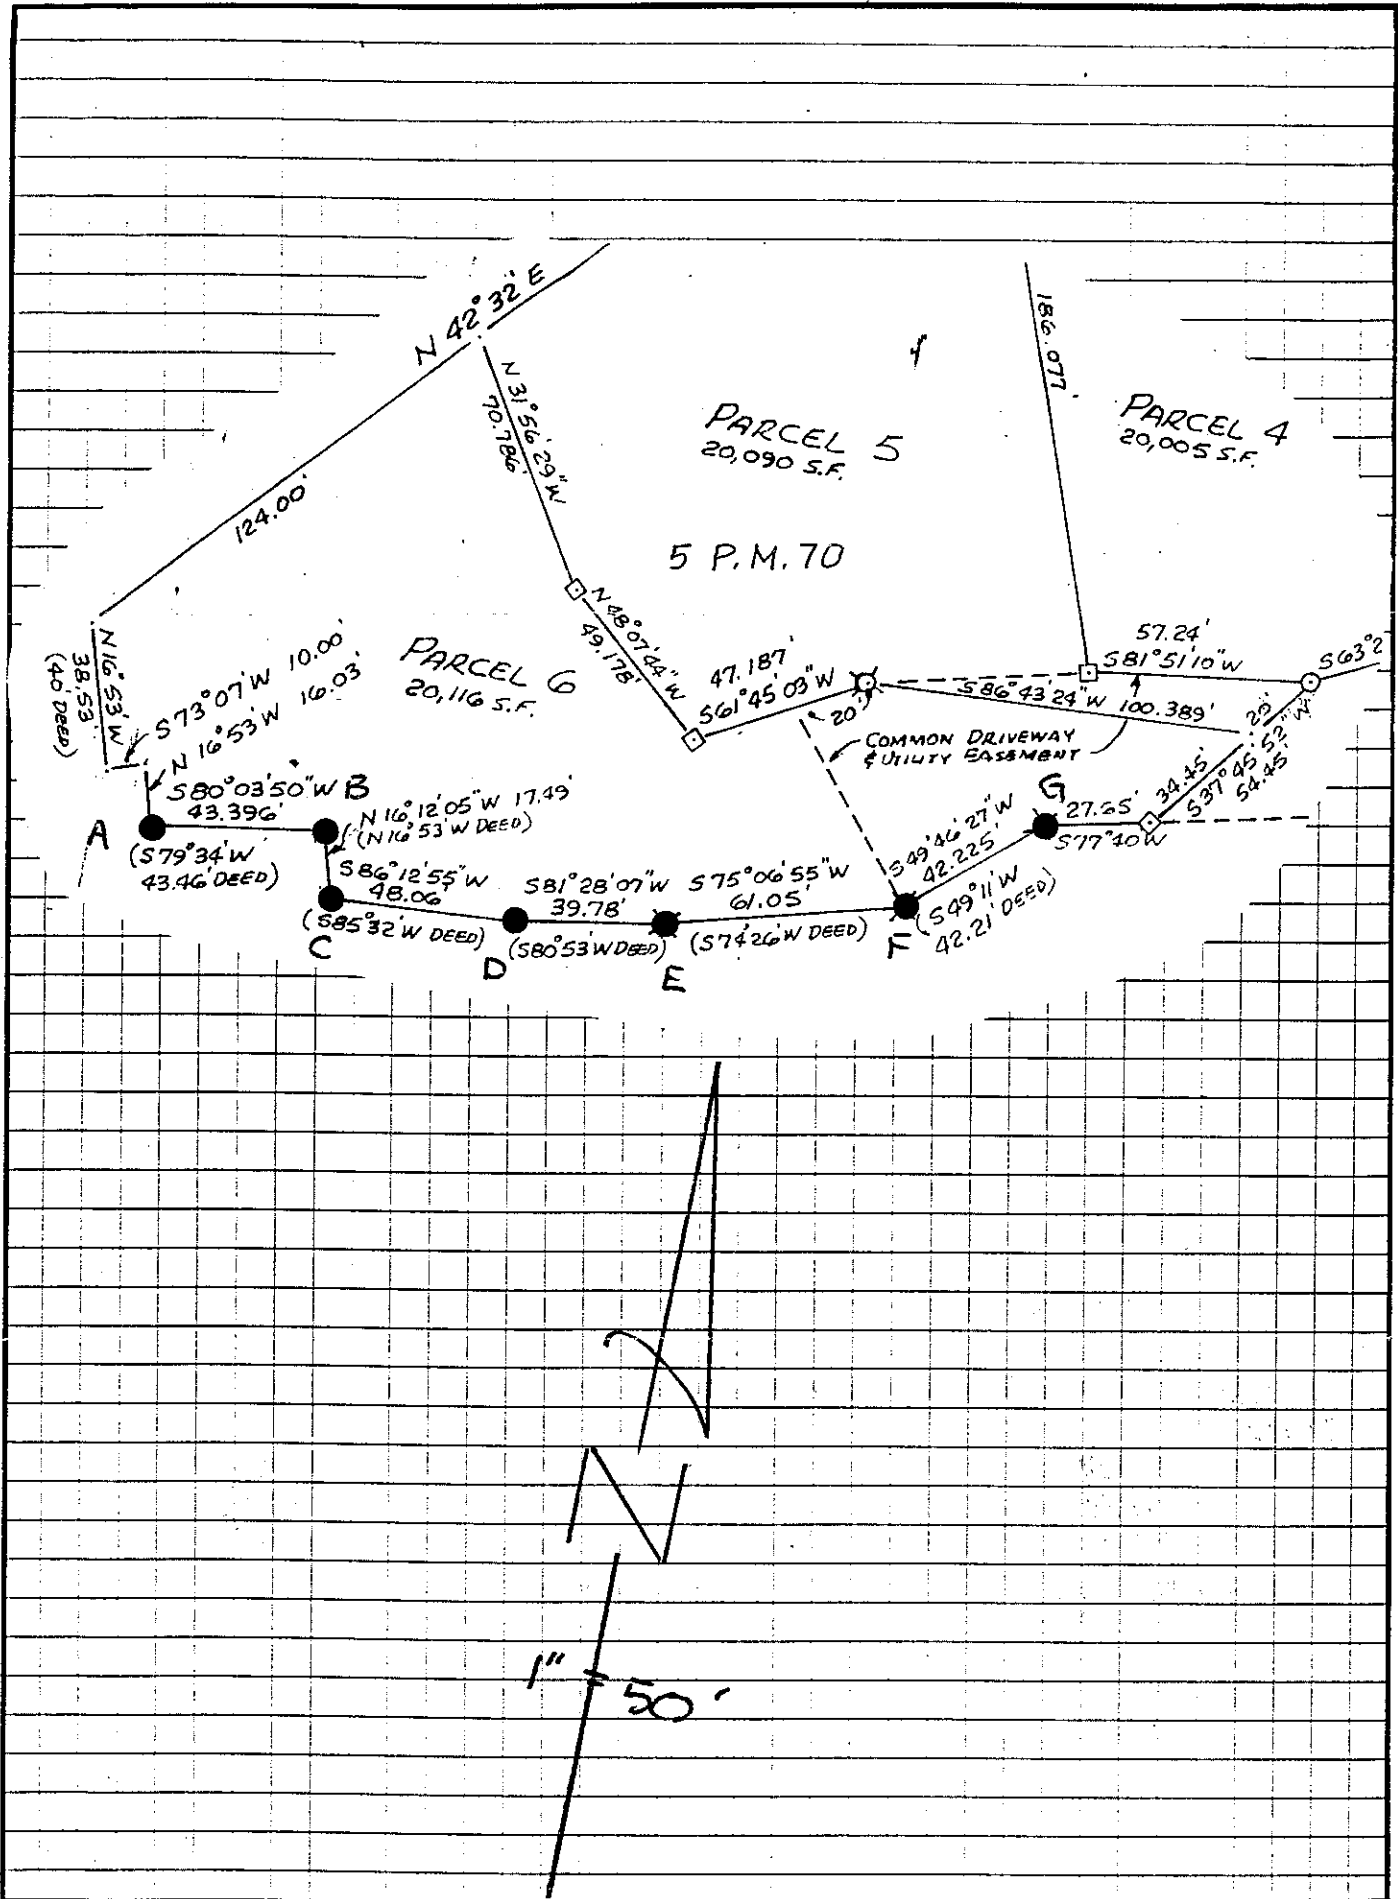 N 42°32' E
124.00'
N 31°56'29"W
70.786'
186.077'
PARCEL 5
20,090 S.F.
PARCEL 4
20,005 S.F.
5 P.M. 70
N 48°07'44"W
49.178'
N 16°53'W
38.53
(40' DEED)
S 73°07'W 10.00'
N 16°53'W 16.03'
PARCEL 6
20,116 S.F.
47.187'
S61°45'03"W
57.24'
S81°51'10"W
S63°2
S86°43'24"W 100.389'
20'
COMMON DRIVEWAY
& UTILITY EASEMENT
34.45'
S37°45'52"W
54.45'
S80°03'50"W
43.396'
A
B
(S79°34'W
43.46' DEED)
N 16°12'05"W 17.49'
(N 16°53'W DEED)
S86°12'55"W
48.06'
(S85°32'W DEED)
C
S81°28'07"W
39.78'
(S80°53'W DEED)
D
E
S75°06'55"W
61.05'
(S74°26'W DEED)
F
S49°46'27"W
42.225'
(S49°11'W
42.21' DEED)
G
S77°40'W
N
1" = 50'